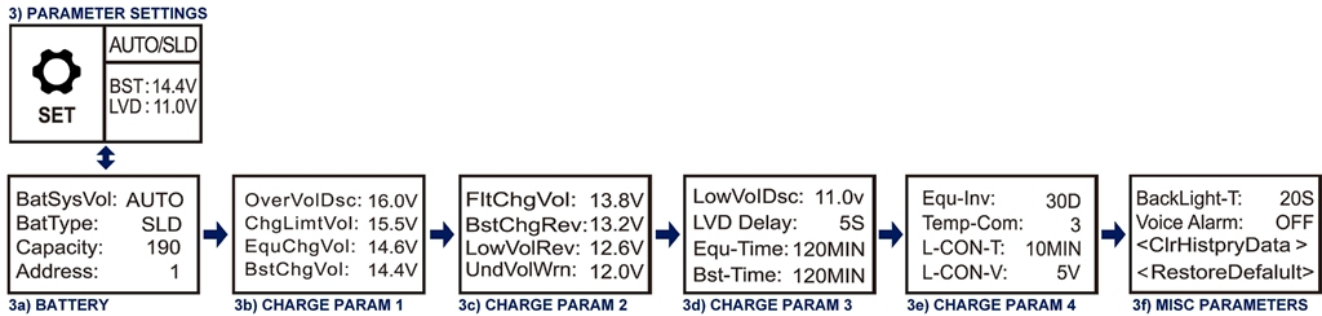 3) PARAMETER SETTINGS
AUTO/SLD
BST: 14.4V
LVD : 11.0V
SET
BatSysVol: AUTO
BatType: SLD
Capacity: 190
Address: 1
3a) BATTERY
OverVolDsc: 16.0V
ChgLimtVol: 15.5V
EquChgVol: 14.6V
BstChgVol: 14.4V
3b) CHARGE PARAM 1
FltChgVol: 13.8V
BstChgRev: 13.2V
LowVolRev: 12.6V
UndVolWrn: 12.0V
3c) CHARGE PARAM 2
LowVolDsc: 11.0v
LVD Delay: 5S
Equ-Time: 120MIN
Bst-Time: 120MIN
3d) CHARGE PARAM 3
Equ-Inv: 30D
Temp-Com: 3
L-CON-T: 10MIN
L-CON-V: 5V
3e) CHARGE PARAM 4
BackLight-T: 20S
Voice Alarm: OFF
<ClrHistpryData >
<RestoreDefalult>
3f) MISC PARAMETERS